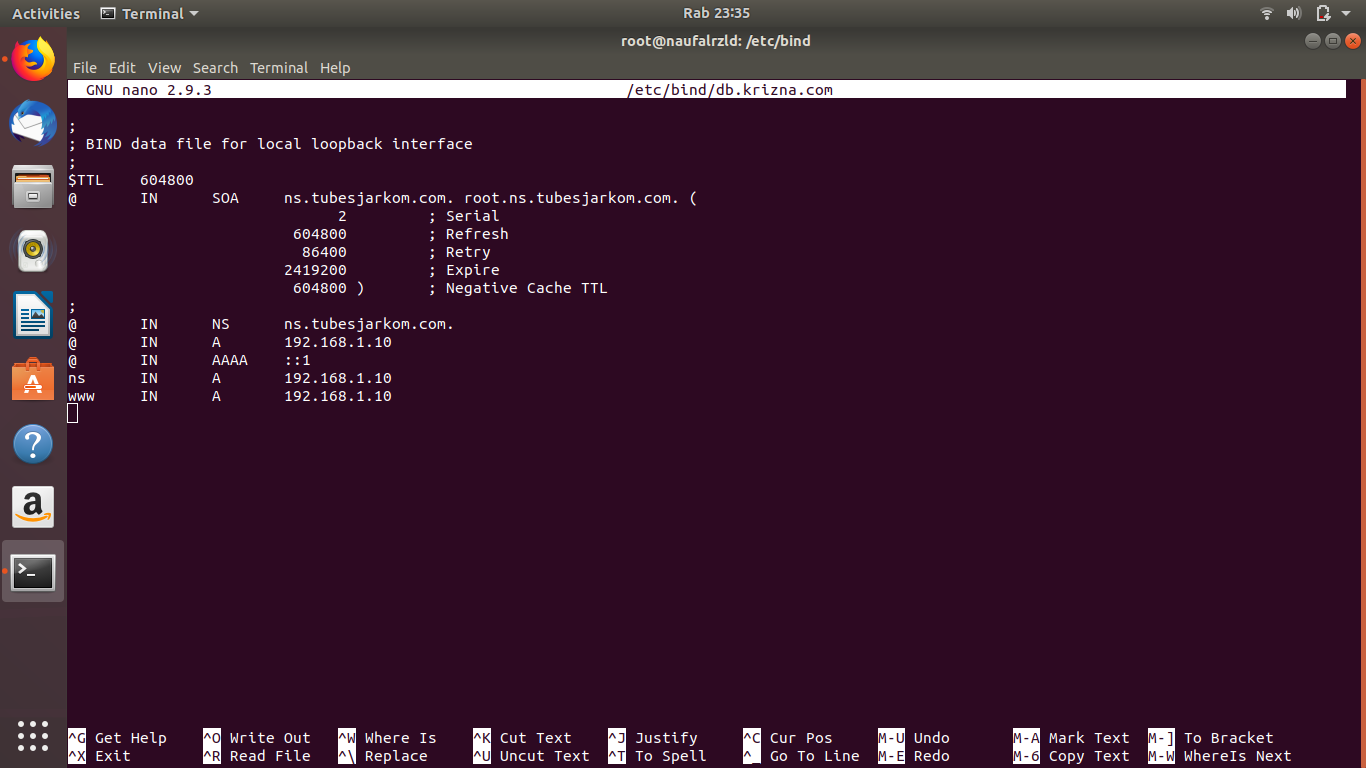 Activities Terminal Rab 23:35
root@naufalrzld: /etc/bind
File Edit View Search Terminal Help
GNU nano 2.9.3 /etc/bind/db.krizna.com
;
; BIND data file for local loopback interface
;
$TTL 604800
@ IN SOA ns.tubesjarkom.com. root.ns.tubesjarkom.com. (
2 ; Serial
604800 ; Refresh
86400 ; Retry
2419200 ; Expire
604800 ) ; Negative Cache TTL
;
@ IN NS ns.tubesjarkom.com.
@ IN A 192.168.1.10
@ IN AAAA ::1
ns IN A 192.168.1.10
www IN A 192.168.1.10
^G Get Help ^O Write Out ^W Where Is ^K Cut Text ^J Justify ^C Cur Pos M-U Undo M-A Mark Text M-] To Bracket
^X Exit ^R Read File ^\ Replace ^U Uncut Text ^T To Spell ^_ Go To Line M-E Redo M-6 Copy Text M-W WhereIs Next